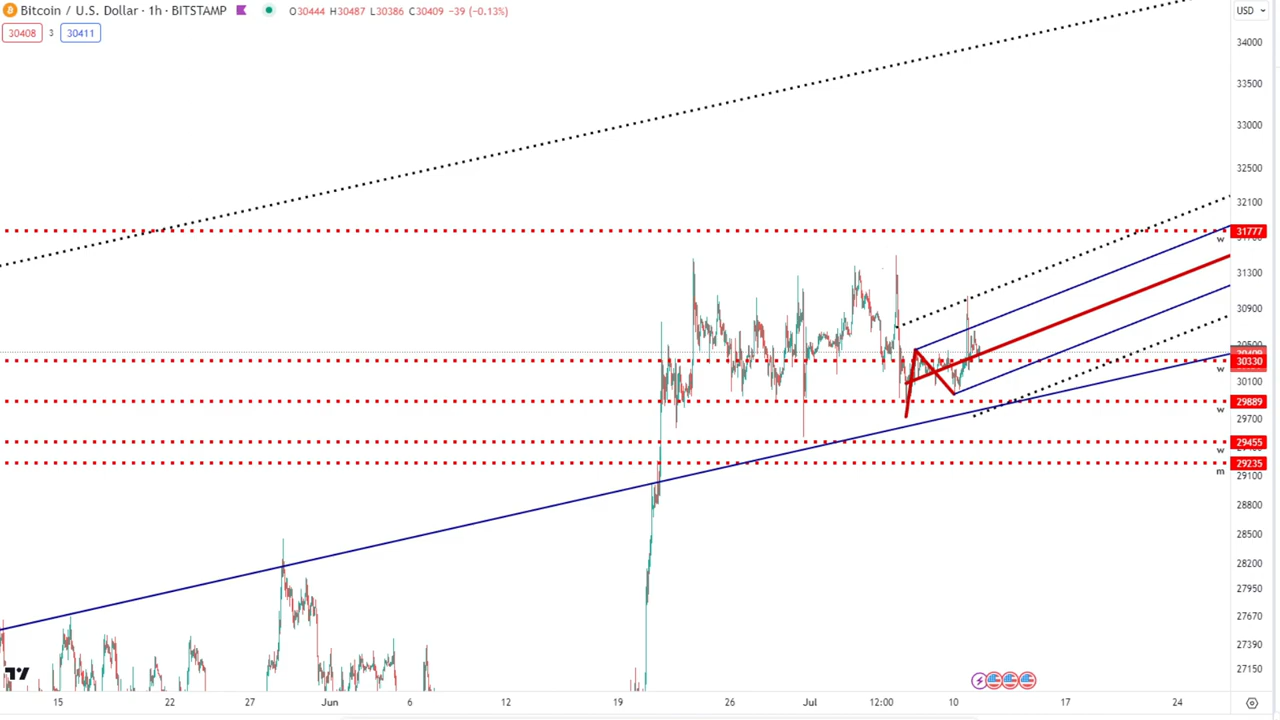 Bitcoin / U.S. Dollar · 1h · BITSTAMP O30444 H30487 L30386 C30409 −39 (−0.13%)
USD
30408 3 30411
34000
33500
33000
32500
32100
31777
w
31300
30900
30330
w
30100
29889
w
29700
29455
w
29235
m
29100
28800
28500
28200
27950
27670
27390
27150
15 22 27 Jun 6 12 19 26 Jul 12:00 10 17 24